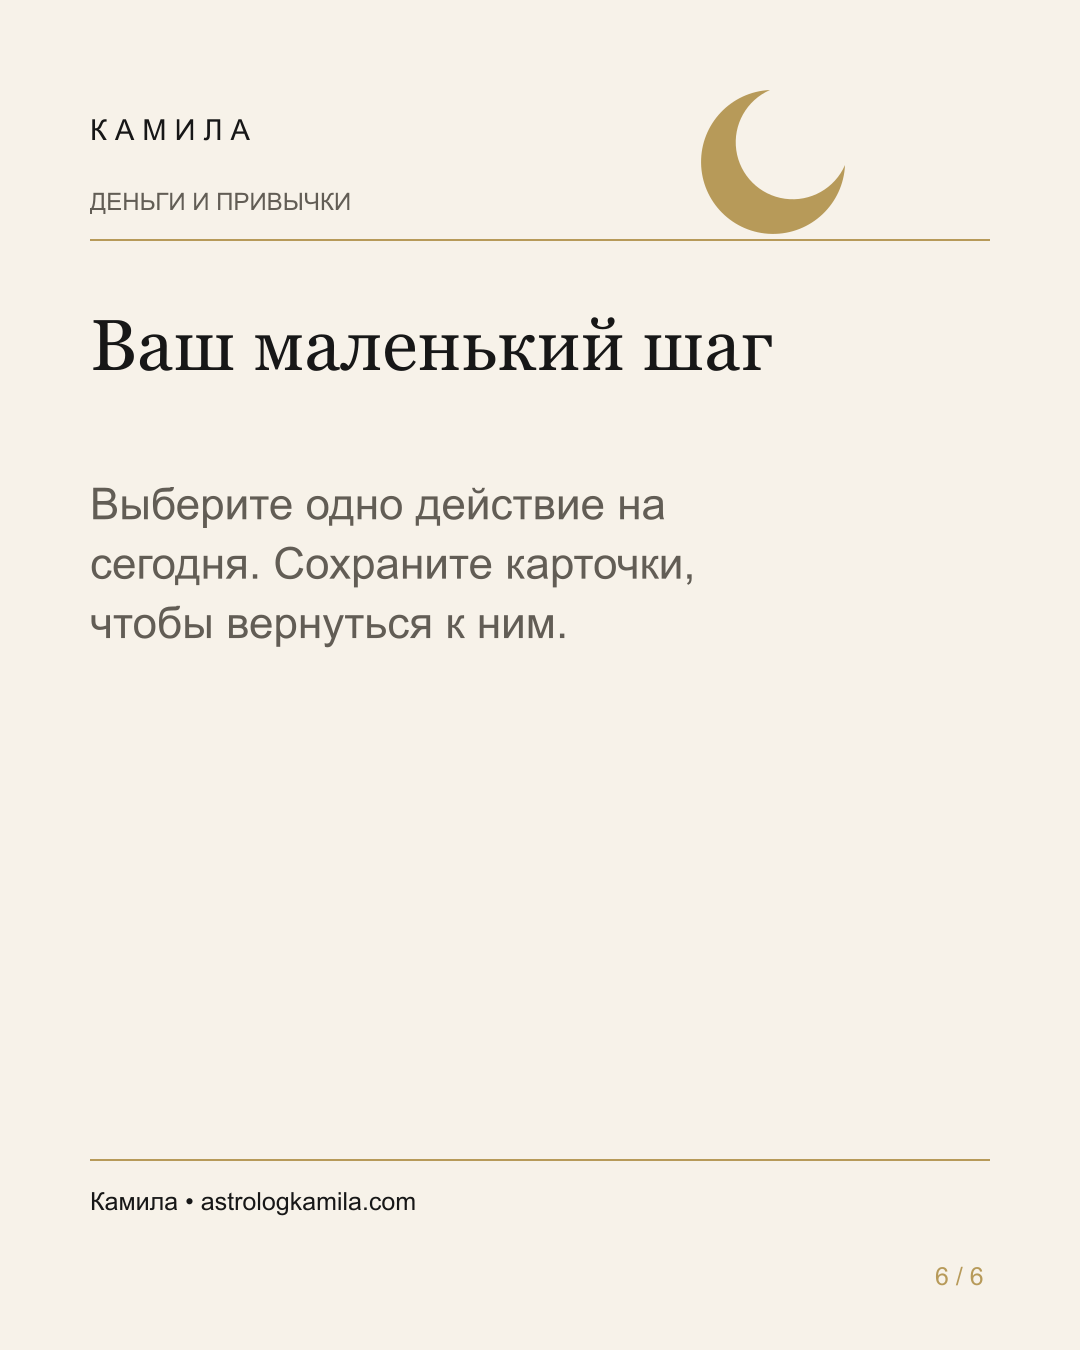 КАМИЛА
ДЕНЬГИ И ПРИВЫЧКИ
Ваш маленький шаг
Выберите одно действие на
сегодня. Сохраните карточки,
чтобы вернуться к ним.
Камила • astrologkamila.com
6 / 6